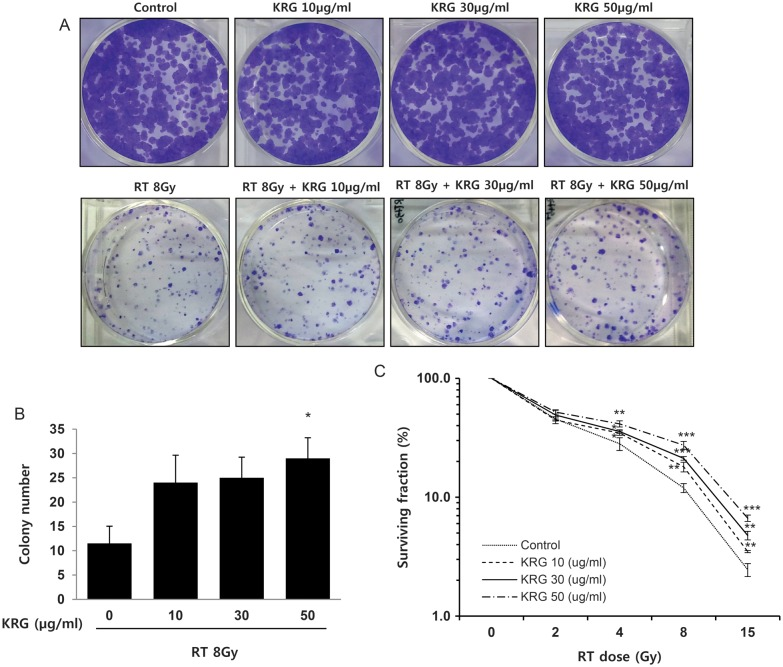 A
Control
KRG 10µg/ml
KRG 30µg/ml
KRG 50µg/ml
RT 8Gy
RT 8Gy + KRG 10µg/ml
RT 8Gy + KRG 30µg/ml
RT 8Gy + KRG 50µg/ml
B
Colony number
35
30
25
20
15
10
5
0
*
0
10
30
50
KRG (µg/ml)
RT 8Gy
C
Surviving fraction (%)
100.0
10.0
1.0
**
*
*
***
***
**
***
**
**
Control
KRG 10 (ug/ml)
KRG 30 (ug/ml)
KRG 50 (ug/ml)
0
2
4
8
15
RT dose (Gy)